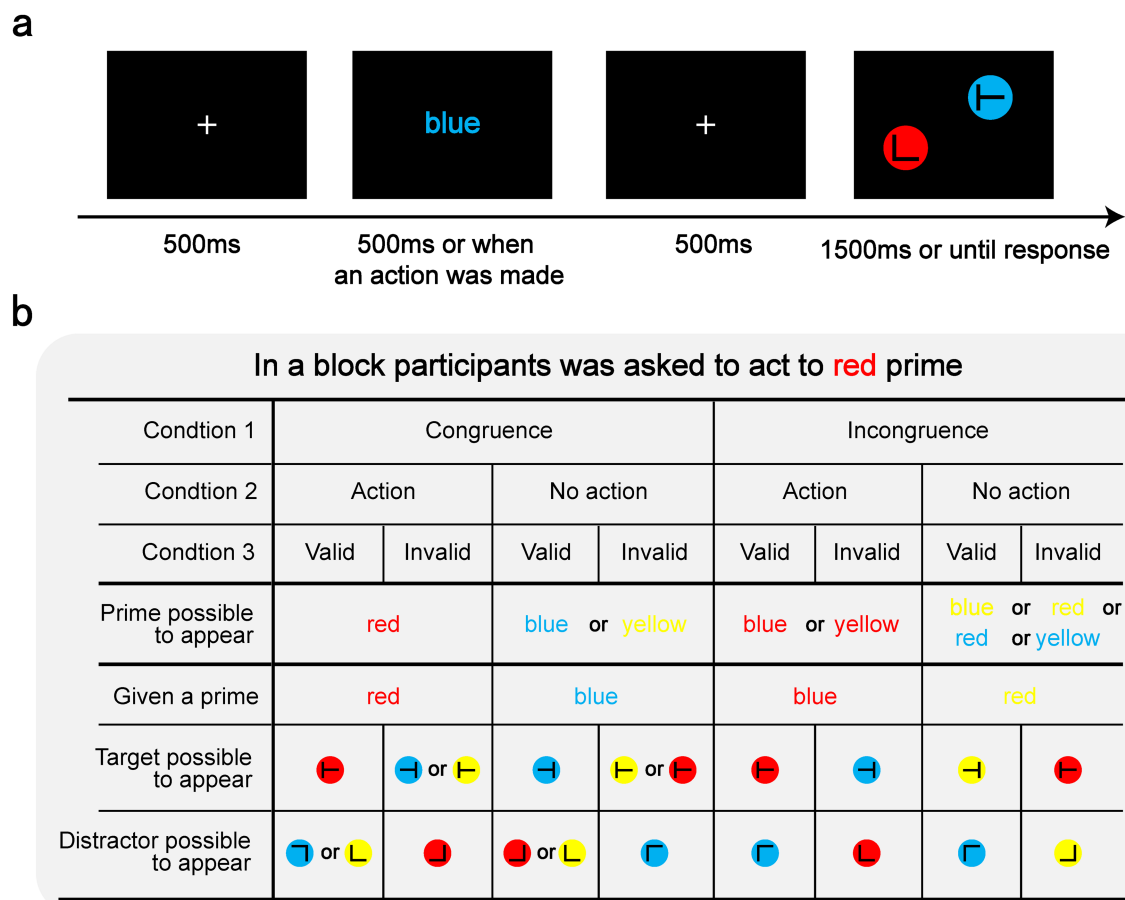 a
blue
500ms
500ms or when
an action was made
500ms
1500ms or until response
b
In a block participants was asked to act to red prime
Condtion 1 Congruence Incongruence
Condtion 2 Action No action Action No action
Condtion 3 Valid Invalid Valid Invalid Valid Invalid Valid Invalid
Prime possible
to appear
red
blue or yellow
blue or yellow
blue or red or
red or yellow
Given a prime red blue blue red
Target possible
to appear
or
or
Distractor possible
to appear
or
or